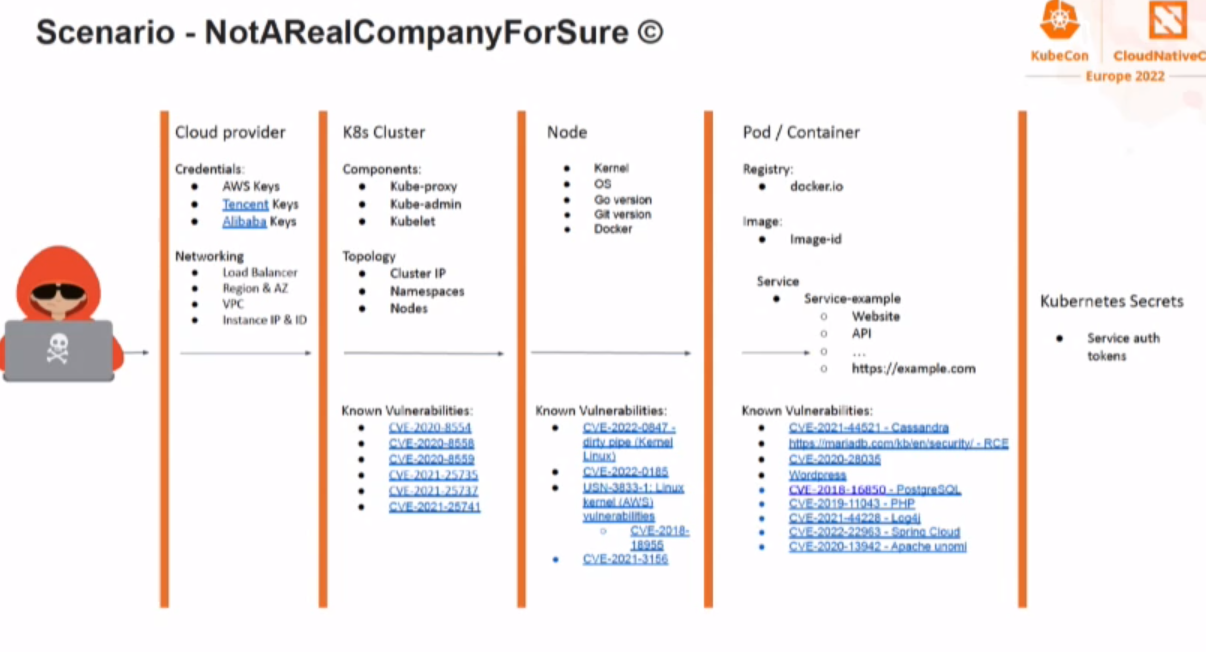 Scenario - NotARealCompanyForSure ©
KubeCon
CloudNativeC
Europe 2022
Cloud provider
Credentials:
● AWS Keys
● Tencent Keys
● Alibaba Keys
Networking
● Load Balancer
● Region & AZ
● VPC
● Instance IP & ID
K8s Cluster
Components:
● Kube-proxy
● Kube-admin
● Kubelet
Topology
● Cluster IP
● Namespaces
● Nodes
Known Vulnerabilities:
● CVE-2020-8554
● CVE-2020-8558
● CVE-2020-8559
● CVE-2021-25735
● CVE-2021-25737
● CVE-2021-25741
Node
● Kernel
● OS
● Go version
● Git version
● Docker
Known Vulnerabilities:
● CVE-2022-0847 -
dirty pipe (Kernel
Linux)
● CVE-2022-0185
● USN-3833-1: Linux
kernel (AWS)
vulnerabilities
○ CVE-2018-
18955
● CVE-2021-3156
Pod / Container
Registry:
● docker.io
Image:
● Image-id
Service
● Service-example
○ Website
○ API
○ ...
○ https://example.com
Known Vulnerabilities:
● CVE-2021-44521 - Cassandra
● https://mariadb.com/kb/en/security/ - RCE
● CVE-2020-28035
● Wordpress
● CVE-2018-16850 - PostgreSQL
● CVE-2019-11043 - PHP
● CVE-2021-44228 - Log4j
● CVE-2022-22963 - Spring Cloud
● CVE-2020-13942 - Apache unomi
Kubernetes Secrets
● Service auth
tokens